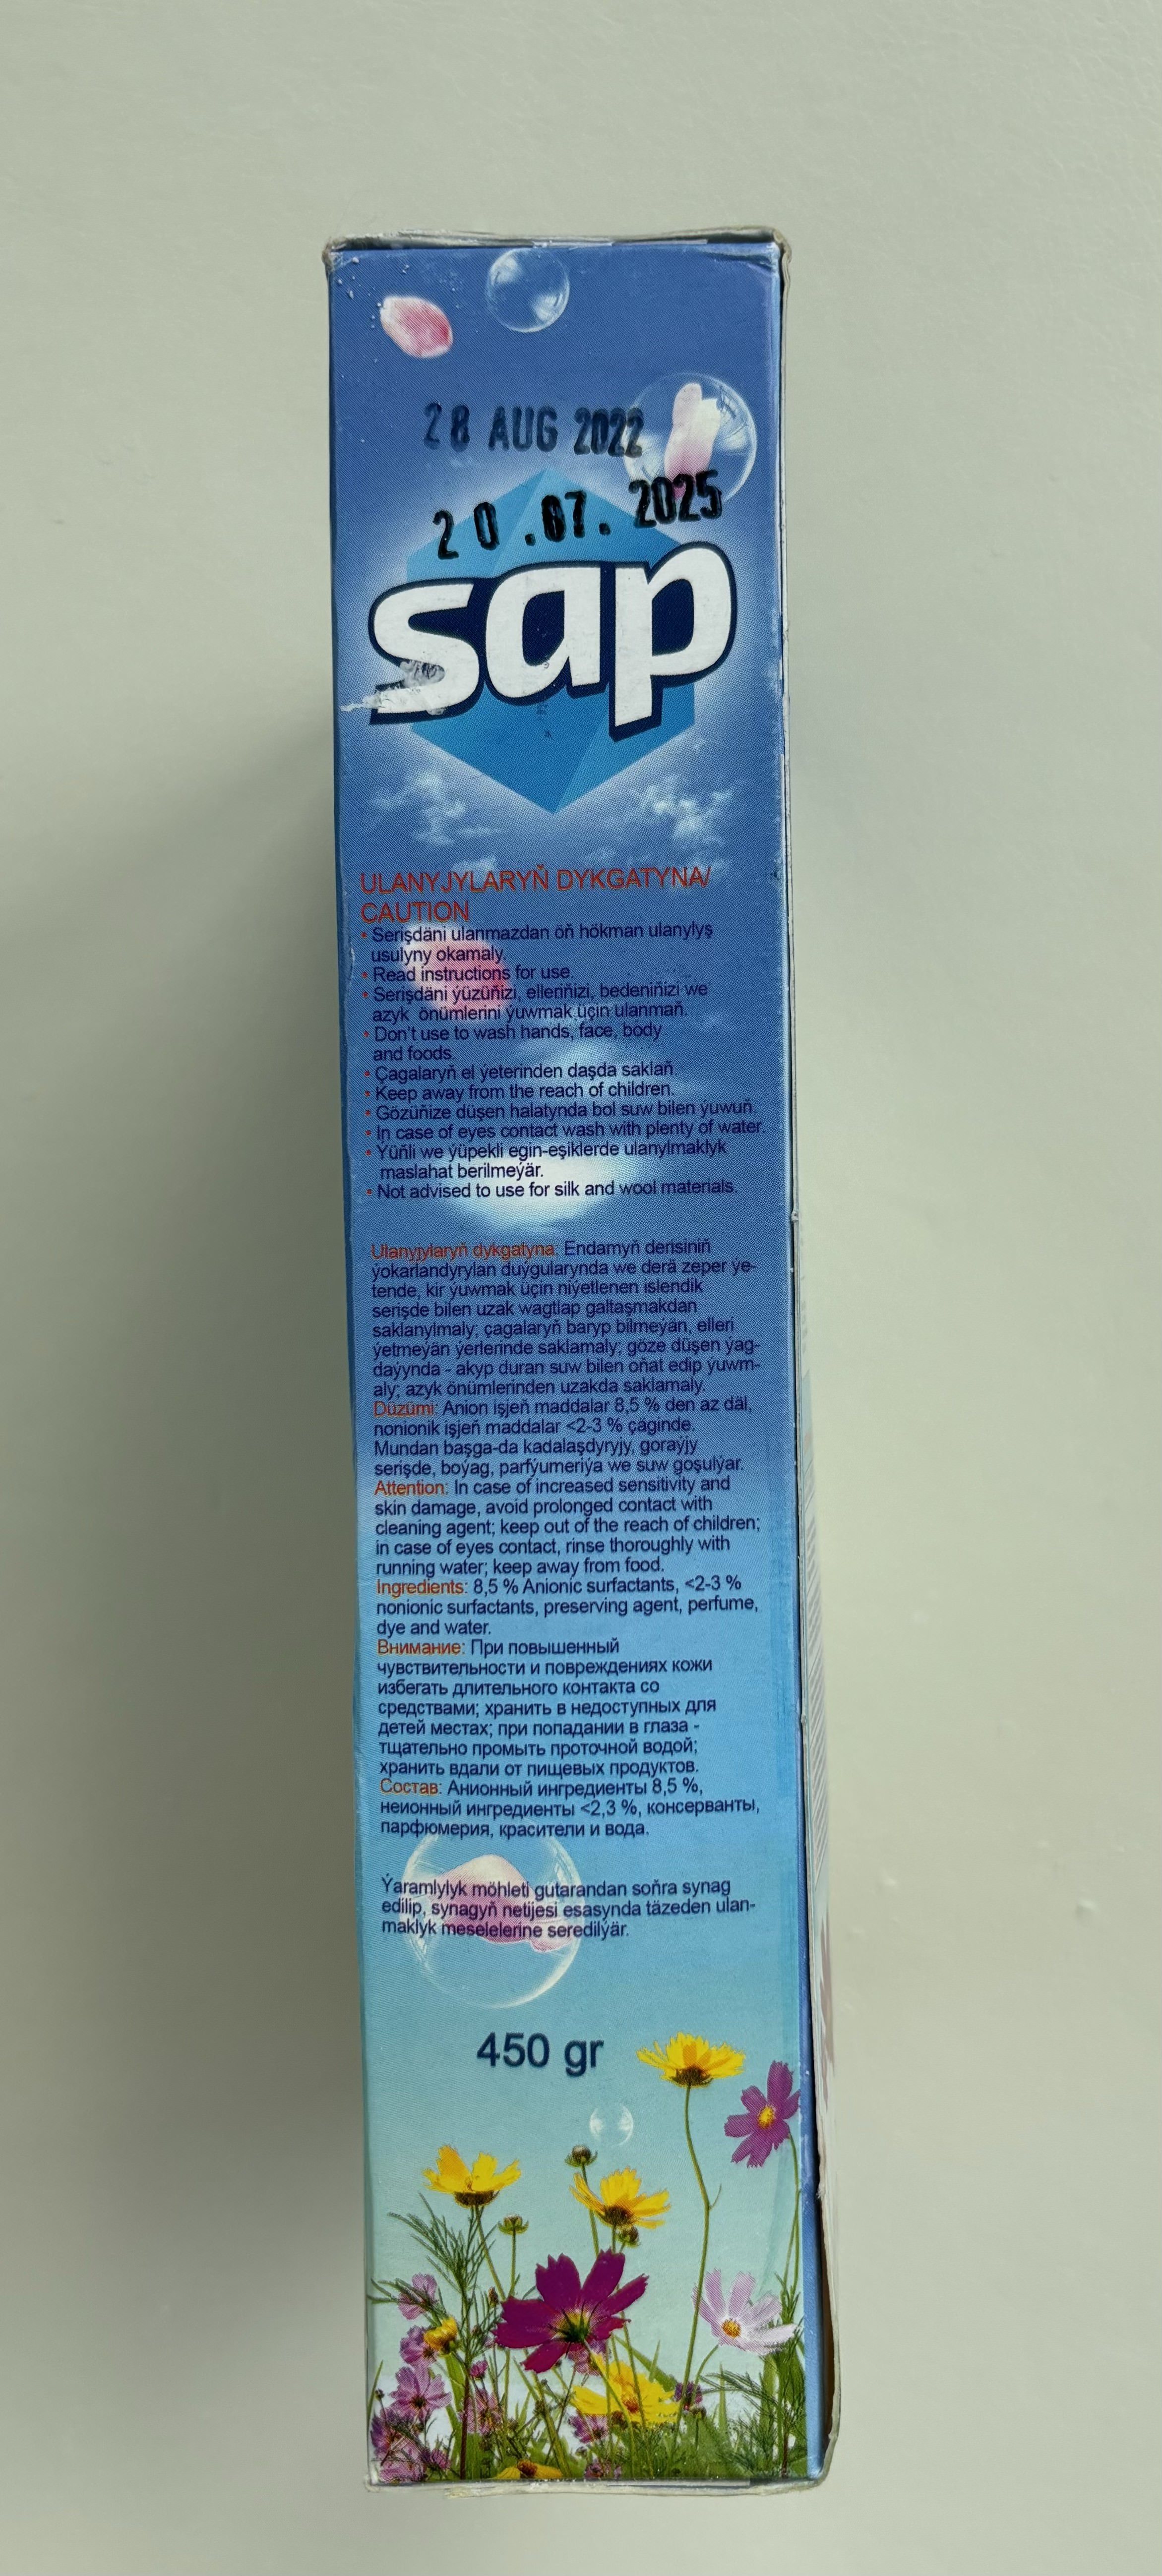 28 AUG 2022
20.07.2025
sap
ULANYJYLARYŇ DYKGATYNA/
CAUTION
• Serişdäni ulanmazdan öň hökman ulanylyş
usulyny okamaly.
• Read instructions for use.
• Serişdäni ýüzüňizi, elleriňizi, bedeniňizi we
azyk önümlerini ýuwmak üçin ulanmaň.
• Don't use to wash hands, face, body
and foods.
• Çagalaryň el ýeterinden daşda saklaň.
• Keep away from the reach of children.
• Gözüňize düşen halatynda bol suw bilen ýuwuň.
• In case of eyes contact wash with plenty of water.
• Ýüňli we ýüpekli egin-eşiklerde ulanylmaklyk
maslahat berilmeýär.
• Not advised to use for silk and wool materials.
Ulanyjylaryň dykgatyna: Endamyň derisiniň
ýokarlandyrylan duýgularynda we derä zeper ýe-
tende, kir ýuwmak üçin niýetlenen islendik
serişde bilen uzak wagtlap galtaşmakdan
saklanylmaly; çagalaryň baryp bilmeýän, elleri
ýetmeýän ýerlerinde saklamaly; göze düşen ýag-
daýynda - akyp duran suw bilen oňat edip ýuwm-
aly; azyk önümlerinden uzakda saklamaly.
Düzümi: Anion işjeň maddalar 8,5 % den az däl,
nonionik işjeň maddalar <2-3 % çäginde.
Mundan başga-da kadalaşdyryjy, goraýjy
serişde, boýag, parfýumeriýa we suw goşulýar.
Attention: In case of increased sensitivity and
skin damage, avoid prolonged contact with
cleaning agent; keep out of the reach of children;
in case of eyes contact, rinse thoroughly with
running water; keep away from food.
Ingredients: 8,5 % Anionic surfactants, <2-3 %
nonionic surfactants, preserving agent, perfume,
dye and water.
Внимание: При повышенный
чувствительности и повреждениях кожи
избегать длительного контакта со
средствами; хранить в недоступных для
детей местах; при попадании в глаза -
тщательно промыть проточной водой;
хранить вдали от пищевых продуктов.
Состав: Анионный ингредиенты 8,5 %,
неионный ингредиенты <2,3 %, консерванты,
парфюмерия, красители и вода.
Ýaramlylyk möhleti gutarandan soňra synag
edilip, synagyň netijesi esasynda täzeden ulan-
maklyk meselelerine seredilýär.
450 gr